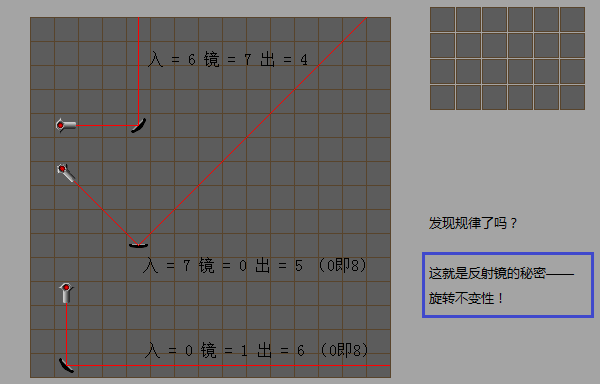 入 = 6 镜 = 7 出 = 4
入 = 7 镜 = 0 出 = 5 （0即8）
入 = 0 镜 = 1 出 = 6 （0即8）
发现规律了吗？
这就是反射镜的秘密——
旋转不变性！